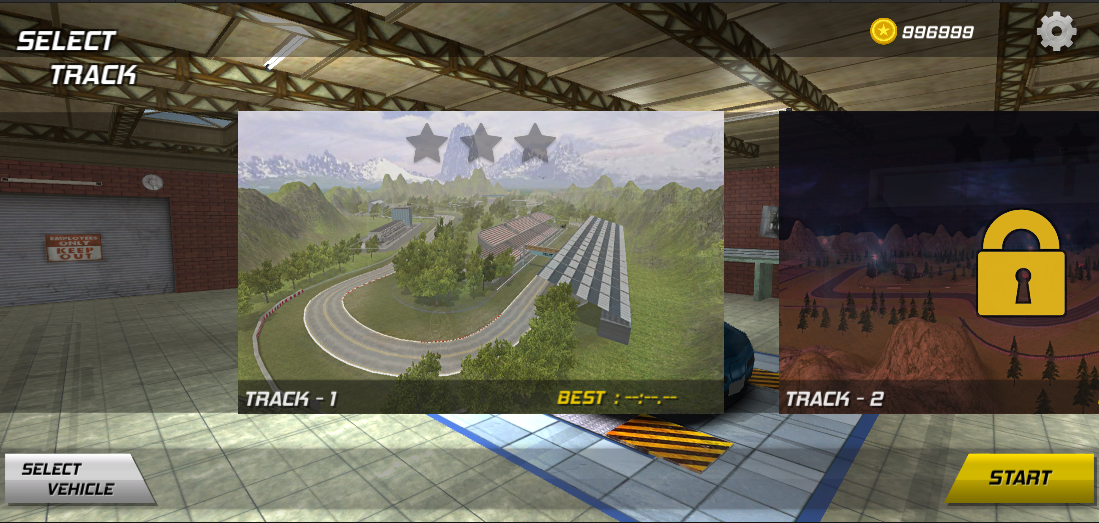 SELECT
TRACK
996999
EMPLOYEES
ONLY
KEEP
OUT
TRACK - 1
BEST : --:--,--
TRACK - 2
SELECT
VEHICLE
START